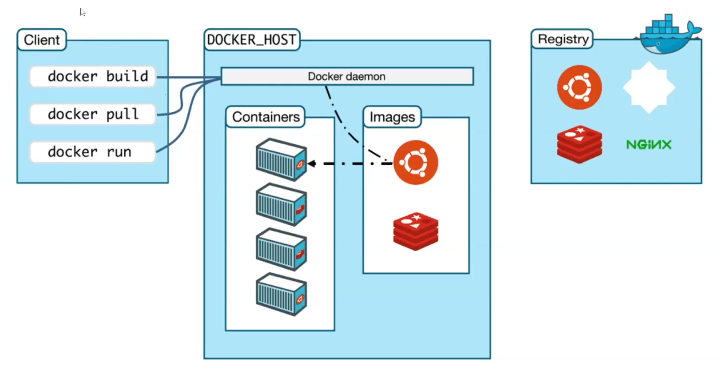 Client
docker build
docker pull
docker run
DOCKER_HOST
Docker daemon
Containers
Images
Registry
NGINX